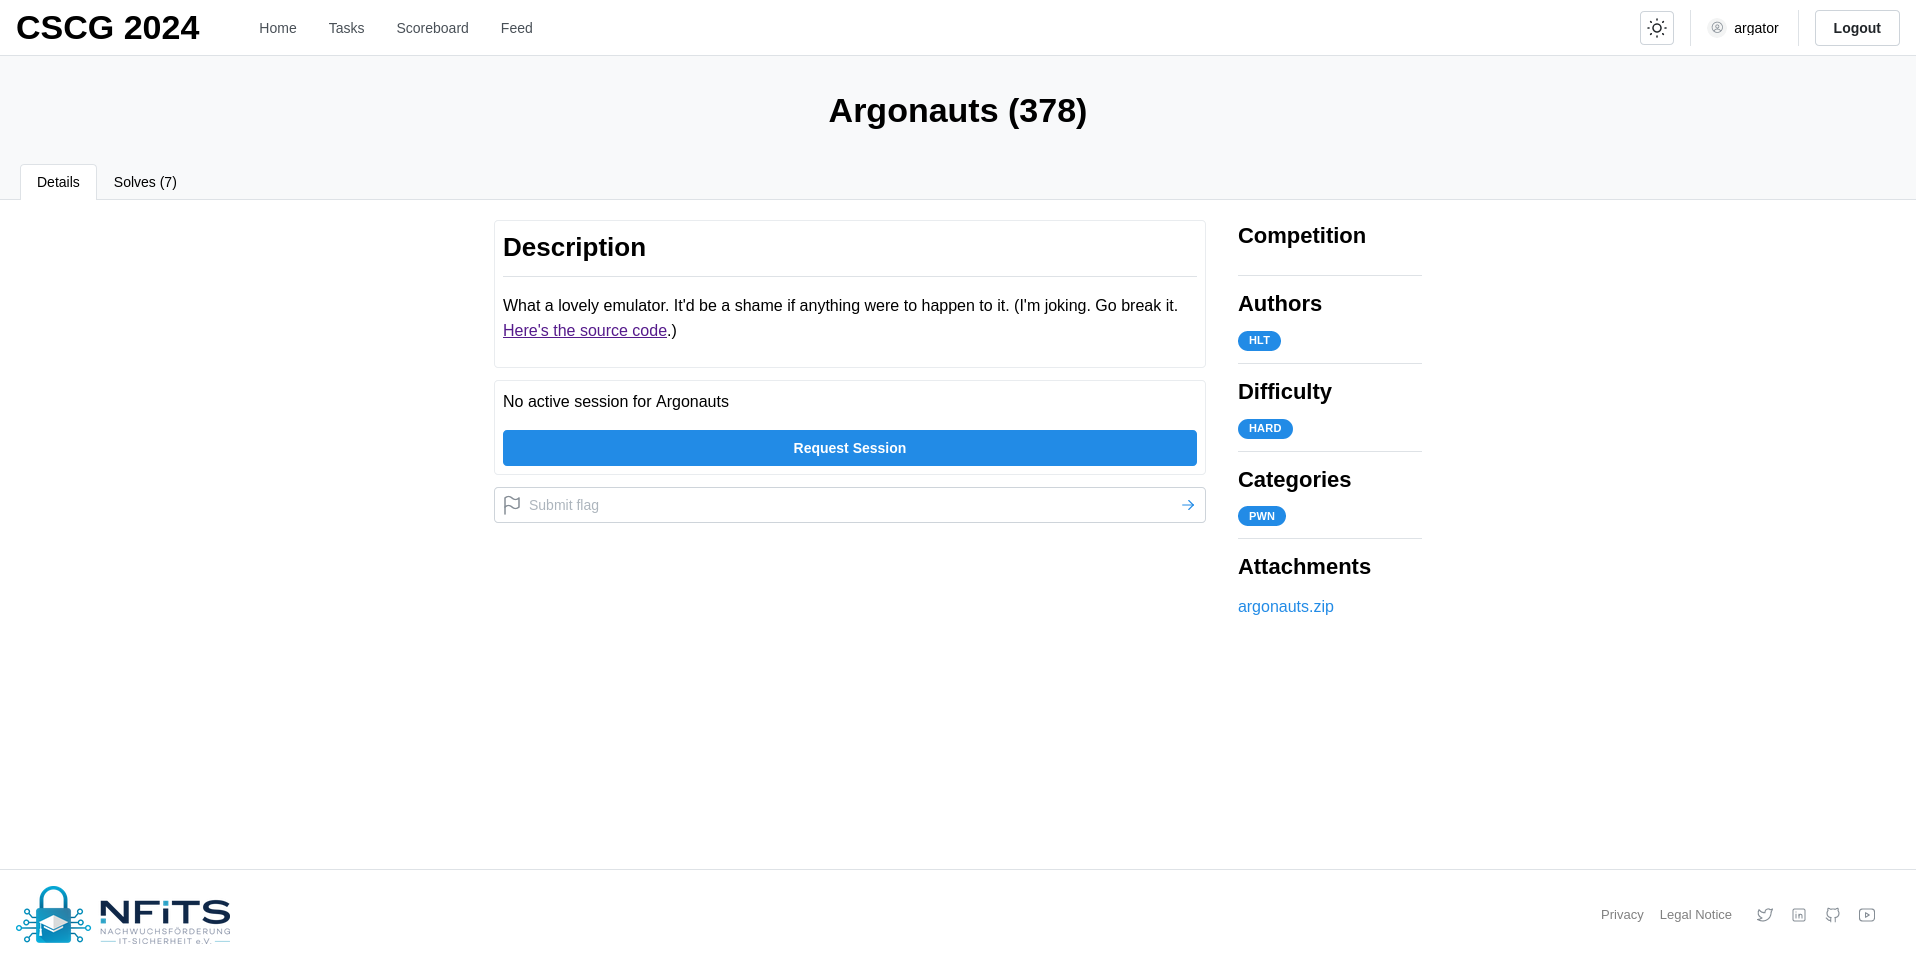 CSCG 2024
Home
Tasks
Scoreboard
Feed
argator
Logout
Argonauts (378)
Details
Solves (7)
Description
What a lovely emulator. It'd be a shame if anything were to happen to it. (I'm joking. Go break it.
Here's the source code.)
No active session for Argonauts
Request Session
Submit flag
Competition
Authors
HLT
Difficulty
HARD
Categories
PWN
Attachments
argonauts.zip
NFiTS
NACHWUCHSFÖRDERUNG
IT-SICHERHEIT e.V.
Privacy
Legal Notice